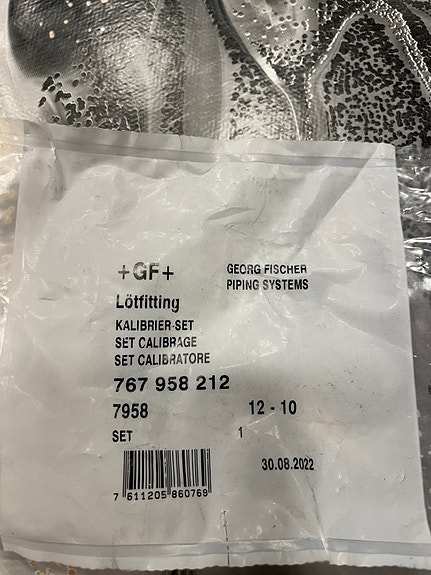 +GF+ GEORG FISCHER
PIPING SYSTEMS
Lötfitting
KALIBRIER-SET
SET CALIBRAGE
SET CALIBRATORE
767 958 212
7958 12 - 10
SET 1
30.08.2022
7 611205 860769